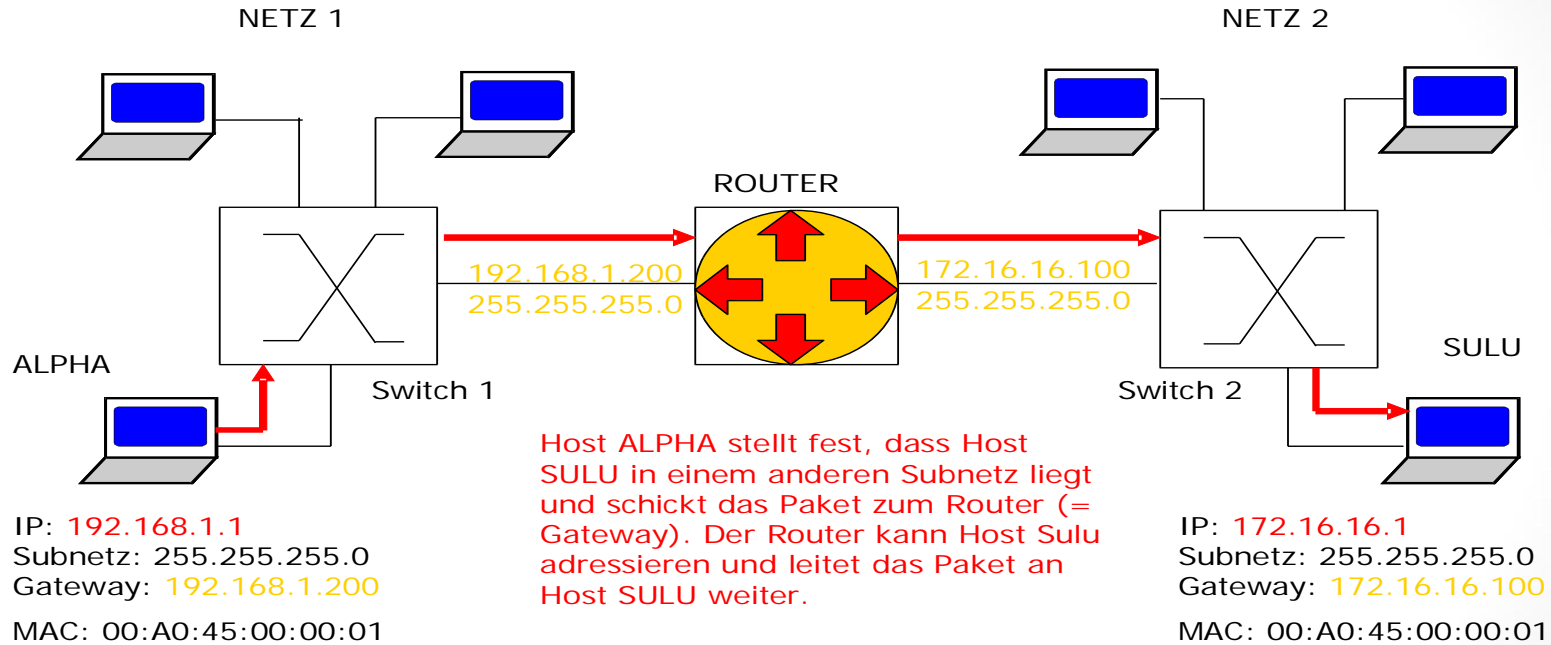 NETZ 1
NETZ 2
ROUTER
192.168.1.200
255.255.255.0
172.16.16.100
255.255.255.0
ALPHA
Switch 1
Switch 2
SULU
Host ALPHA stellt fest, dass Host
SULU in einem anderen Subnetz liegt
und schickt das Paket zum Router (=
Gateway). Der Router kann Host Sulu
adressieren und leitet das Paket an
Host SULU weiter.
IP: 192.168.1.1
Subnetz: 255.255.255.0
Gateway: 192.168.1.200
MAC: 00:A0:45:00:00:01
IP: 172.16.16.1
Subnetz: 255.255.255.0
Gateway: 172.16.16.100
MAC: 00:A0:45:00:00:01